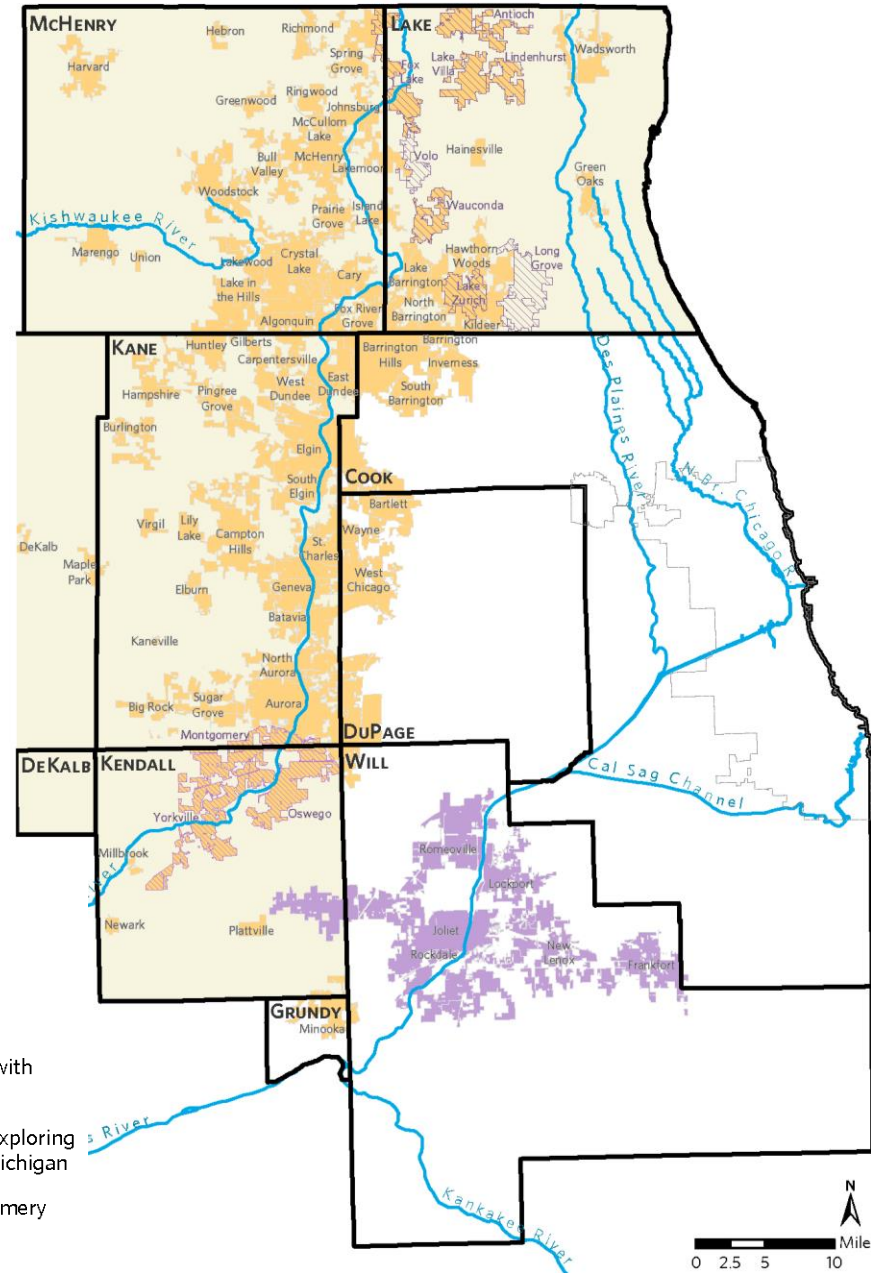 McHENRY
LAKE
Hebron
Richmond
Antioch
Harvard
Spring
Grove
Fox
Lake
Lake
Villa
Lindenhurst
Wadsworth
Greenwood
Ringwood
Johnsburg
McCullom
Lake
Bull
Valley
McHenry
Lakemoor
Volo
Hainesville
Green
Oaks
Woodstock
Prairie
Grove
Island
Lake
Wauconda
Kishwaukee River
Marengo
Union
Lakewood
Crystal
Lake
Hawthorn
Woods
Long
Grove
Lake in
the Hills
Cary
Lake
Barrington
Lake
Zurich
North
Barrington
Algonquin
Fox River
Grove
Kildeer
KANE
Huntley
Gilberts
Carpentersville
Barrington
Hills
Barrington
Inverness
South
Barrington
Hampshire
Pingree
Grove
West
Dundee
East
Dundee
Des Plaines River
Burlington
Elgin
South
Elgin
COOK
N. Br. Chicago R.
Bartlett
Virgil
Lily
Lake
Campton
Hills
St.
Charles
Wayne
DeKalb
Maple
Park
Elburn
Geneva
West
Chicago
Batavia
Kaneville
North
Aurora
Big Rock
Sugar
Grove
Aurora
Montgomery
DUPAGE
DEKALB
KENDALL
WILL
Cal Sag Channel
Yorkville
Oswego
Millbrook
Romeoville
Lockport
Newark
Plattville
Joliet
Rockdale
New
Lenox
Frankfort
GRUNDY
Minooka
with
xploring
ichigan
mery
s River
Kankakee River
N
Mile
0 2.5 5 10